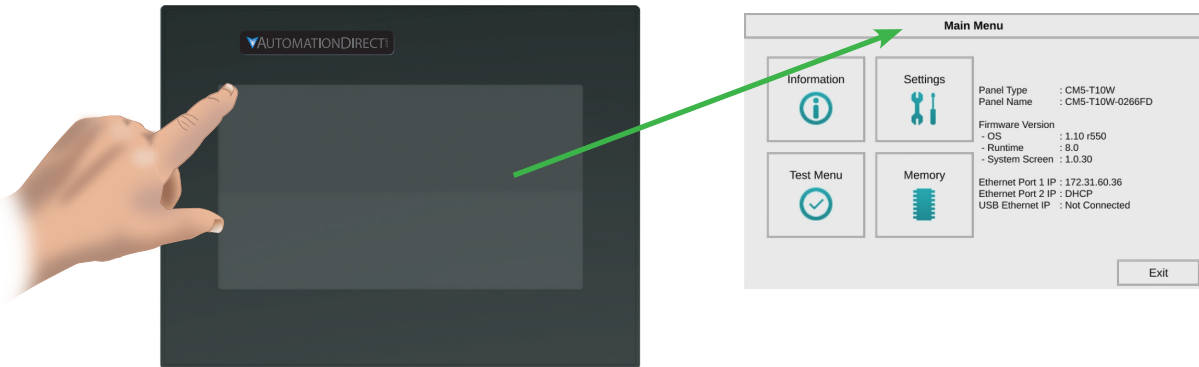 AUTOMATIONDIRECT
Main Menu
Information
Settings
Test Menu
Memory
Panel Type : CM5-T10W
Panel Name : CM5-T10W-0266FD
Firmware Version
- OS : 1.10 r550
- Runtime : 8.0
- System Screen : 1.0.30
Ethernet Port 1 IP : 172.31.60.36
Ethernet Port 2 IP : DHCP
USB Ethernet IP : Not Connected
Exit